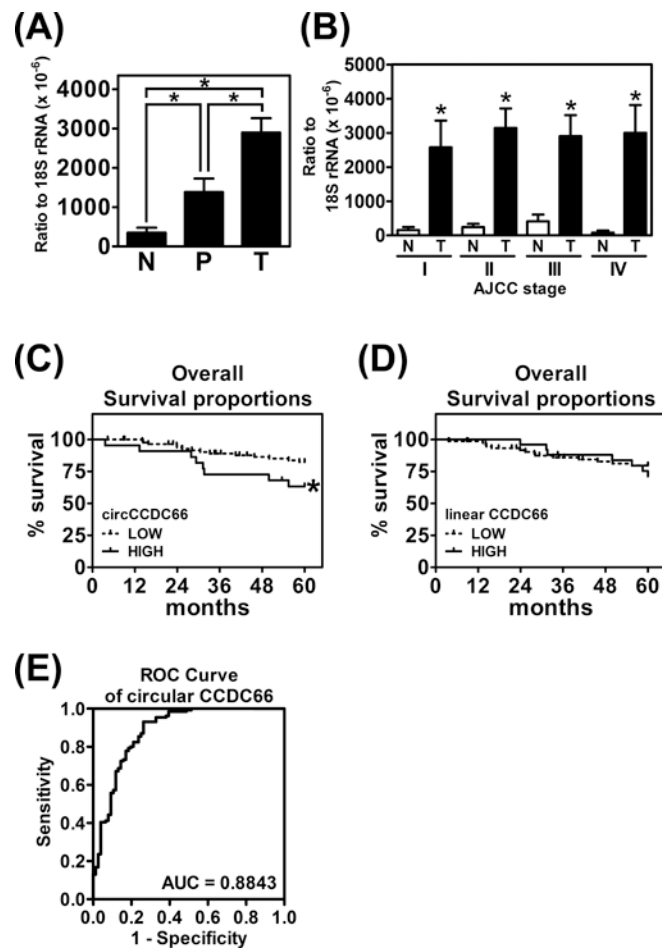 (A)
Ratio to 18S rRNA (x 10⁻⁶)
4000
3000
2000
1000
0
*
* *
N P T
(B)
Ratio to
18S rRNA (x 10⁻⁶)
5000
4000
3000
2000
1000
0
* * * *
N T N T N T N T
I II III IV
AJCC stage
(C)
Overall
Survival proportions
% survival
100
75
50
25
0
*
circCCDC66
LOW
HIGH
0 12 24 36 48 60
months
(D)
Overall
Survival proportions
% survival
100
75
50
25
0
linear CCDC66
LOW
HIGH
0 12 24 36 48 60
months
(E)
ROC Curve
of circular CCDC66
Sensitivity
1.0
0.8
0.6
0.4
0.2
AUC = 0.8843
0.0 0.2 0.4 0.6 0.8 1.0
1 - Specificity